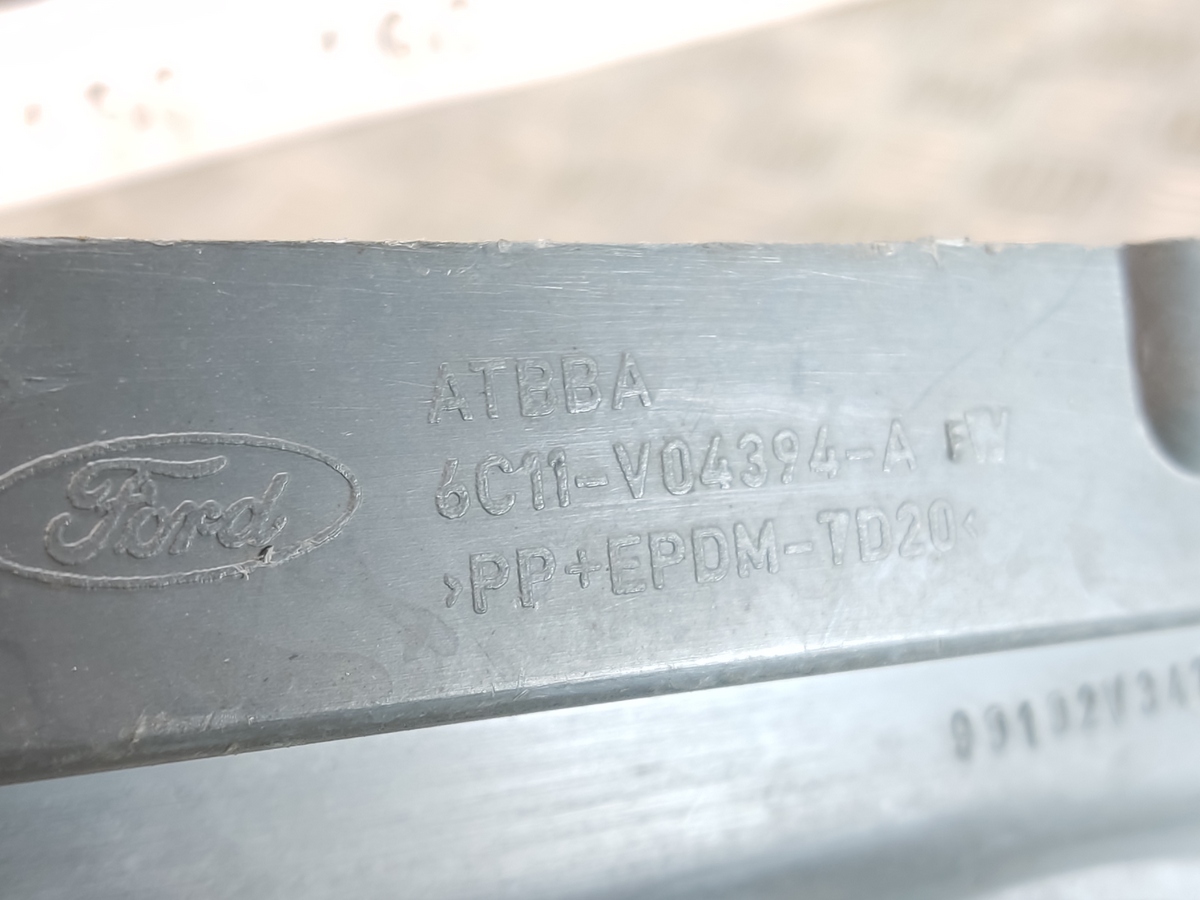 Ford
ATBBA
6C11-V04394-A
>PP+EPDM-TD20<